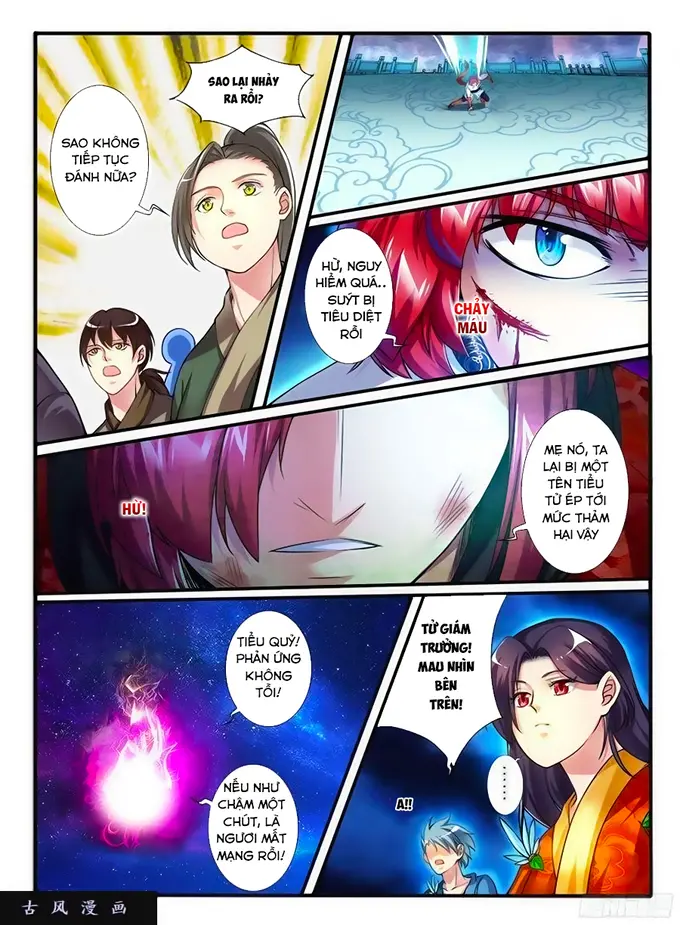 SAO LẠI NHẢY
RA RỒI?
SAO KHÔNG
TIẾP TỤC
ĐÁNH NỮA?
HỪ, NGUY
HIỂM QUÁ..
SUÝT BỊ
TIÊU DIỆT
RỒI
CHẢY
MÁU
MẸ NÓ, TA
LẠI BỊ MỘT
TÊN TIỂU
TỬ ÉP TỚI
MỨC THẢM
HẠI VẬY
HỪ!
TIỂU QUỶ!
PHẢN ỨNG
KHÔNG
TỒI!
NẾU NHƯ
CHẬM MỘT
CHÚT, LÀ
NGƯƠI MẤT
MẠNG RỒI!
TỪ GIÁM
TRƯỜNG!
MAU NHÌN
BÊN
TRÊN!
......
A!!
古风漫画